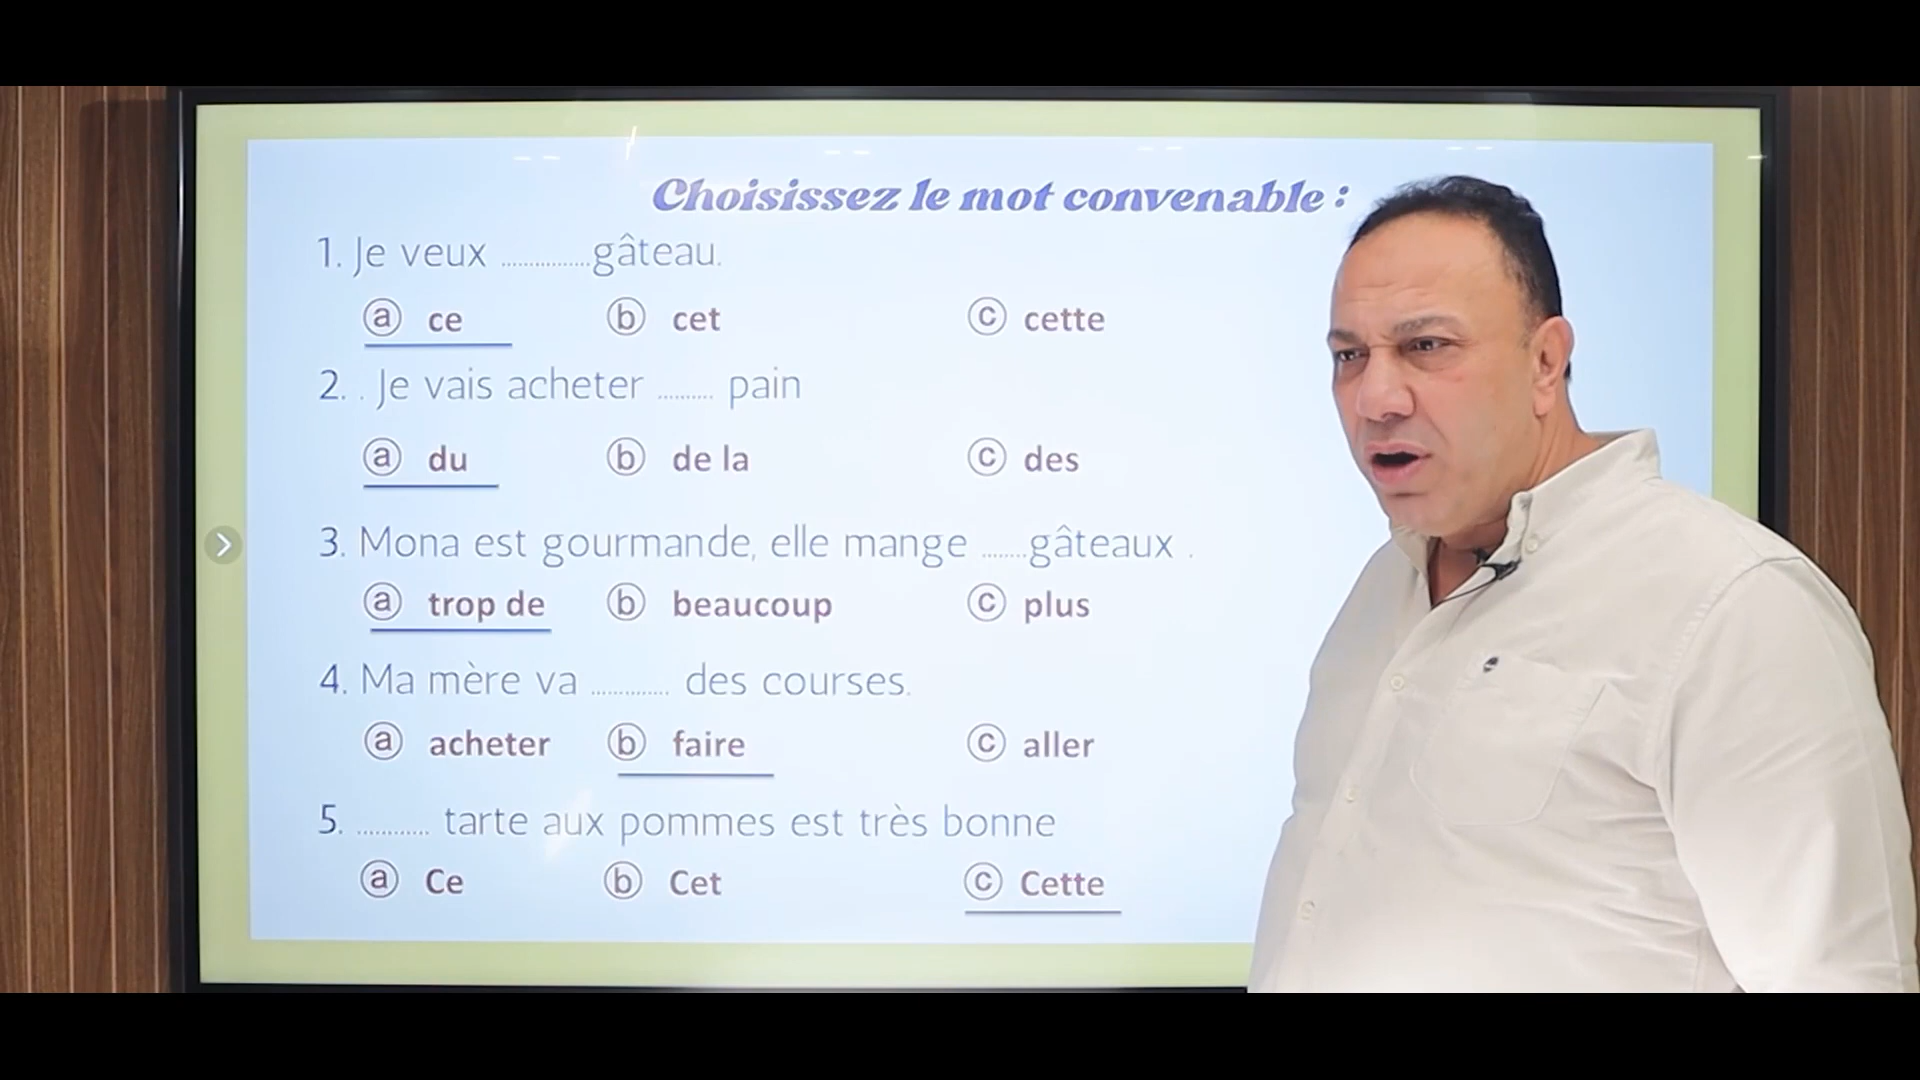 Choisissez le mot convenable :
1. Je veux ................gâteau.
ⓐ ce ⓑ cet ⓒ cette
2. . Je vais acheter .......... pain
ⓐ du ⓑ de la ⓒ des
3. Mona est gourmande, elle mange ........gâteaux .
ⓐ trop de ⓑ beaucoup ⓒ plus
4. Ma mère va .............. des courses.
ⓐ acheter ⓑ faire ⓒ aller
5. ............. tarte aux pommes est très bonne
ⓐ Ce ⓑ Cet ⓒ Cette